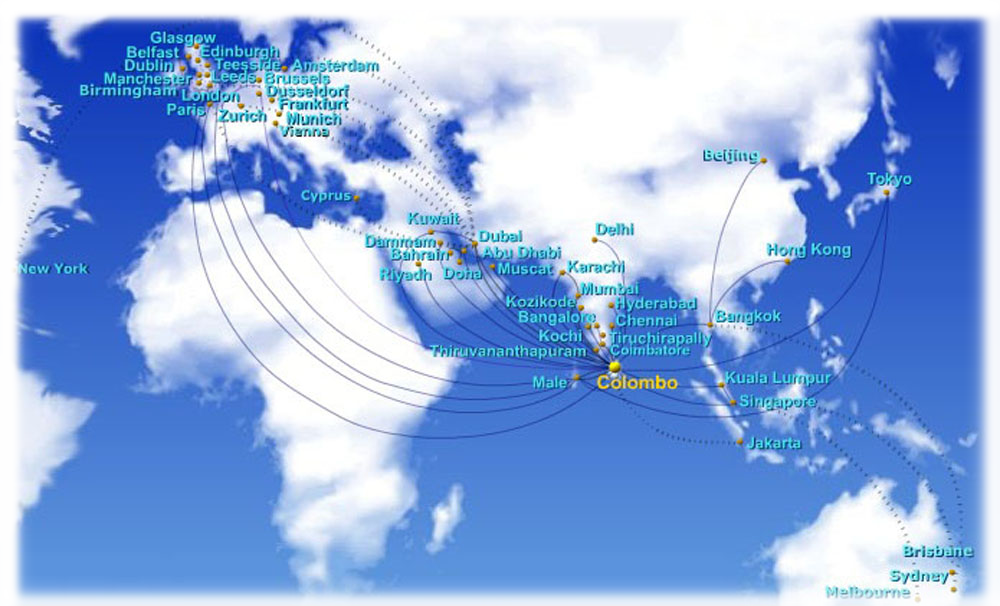 Glasgow
Belfast
Edinburgh
Dublin
Teesside
Amsterdam
Manchester
Leeds
Brussels
Birmingham
London
Dusseldorf
Paris
Frankfurt
Zurich
Munich
Vienna
Beijing
Tokyo
Cyprus
Kuwait
Delhi
Dammam
Dubai
Bahrain
Abu Dhabi
Hong Kong
New York
Riyadh
Doha
Muscat
Karachi
Mumbai
Kozikode
Hyderabad
Bangalore
Chennai
Bangkok
Kochi
Tiruchirapally
Thiruvananthapuram
Coimbatore
Male
Colombo
Kuala Lumpur
Singapore
Jakarta
Brisbane
Sydney
Melbourne